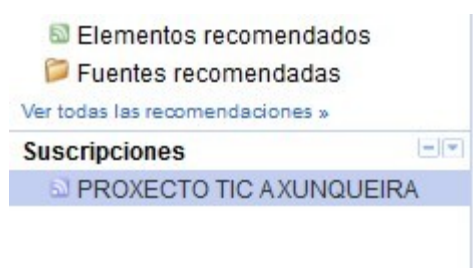 Elementos recomendados
Fuentes recomendadas
Ver todas las recomendaciones »
Suscripciones
PROXECTO TIC AXUNQUEIRA